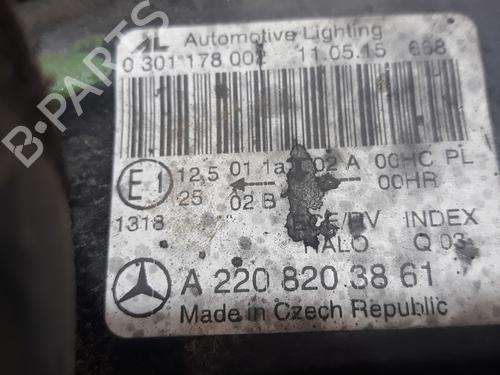 AL Automotive Lighting
0 301 178 002 11.05.15 668
E1 12,5 01 1a 02 A 00HC PL
25 02 B 00HR
1318 INDEX
HALO Q 03
A 220 820 38 61
Made in Czech Republic
B-PARTS